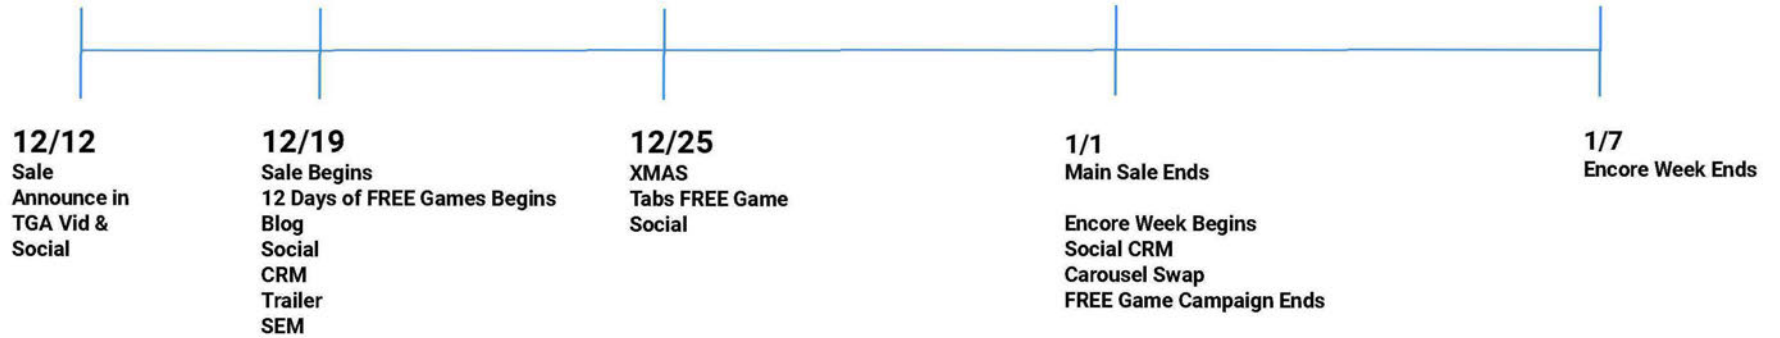 12/12
Sale
Announce in
TGA Vid &
Social
12/19
Sale Begins
12 Days of FREE Games Begins
Blog
Social
CRM
Trailer
SEM
12/25
XMAS
Tabs FREE Game
Social
1/1
Main Sale Ends
Encore Week Begins
Social CRM
Carousel Swap
FREE Game Campaign Ends
1/7
Encore Week Ends